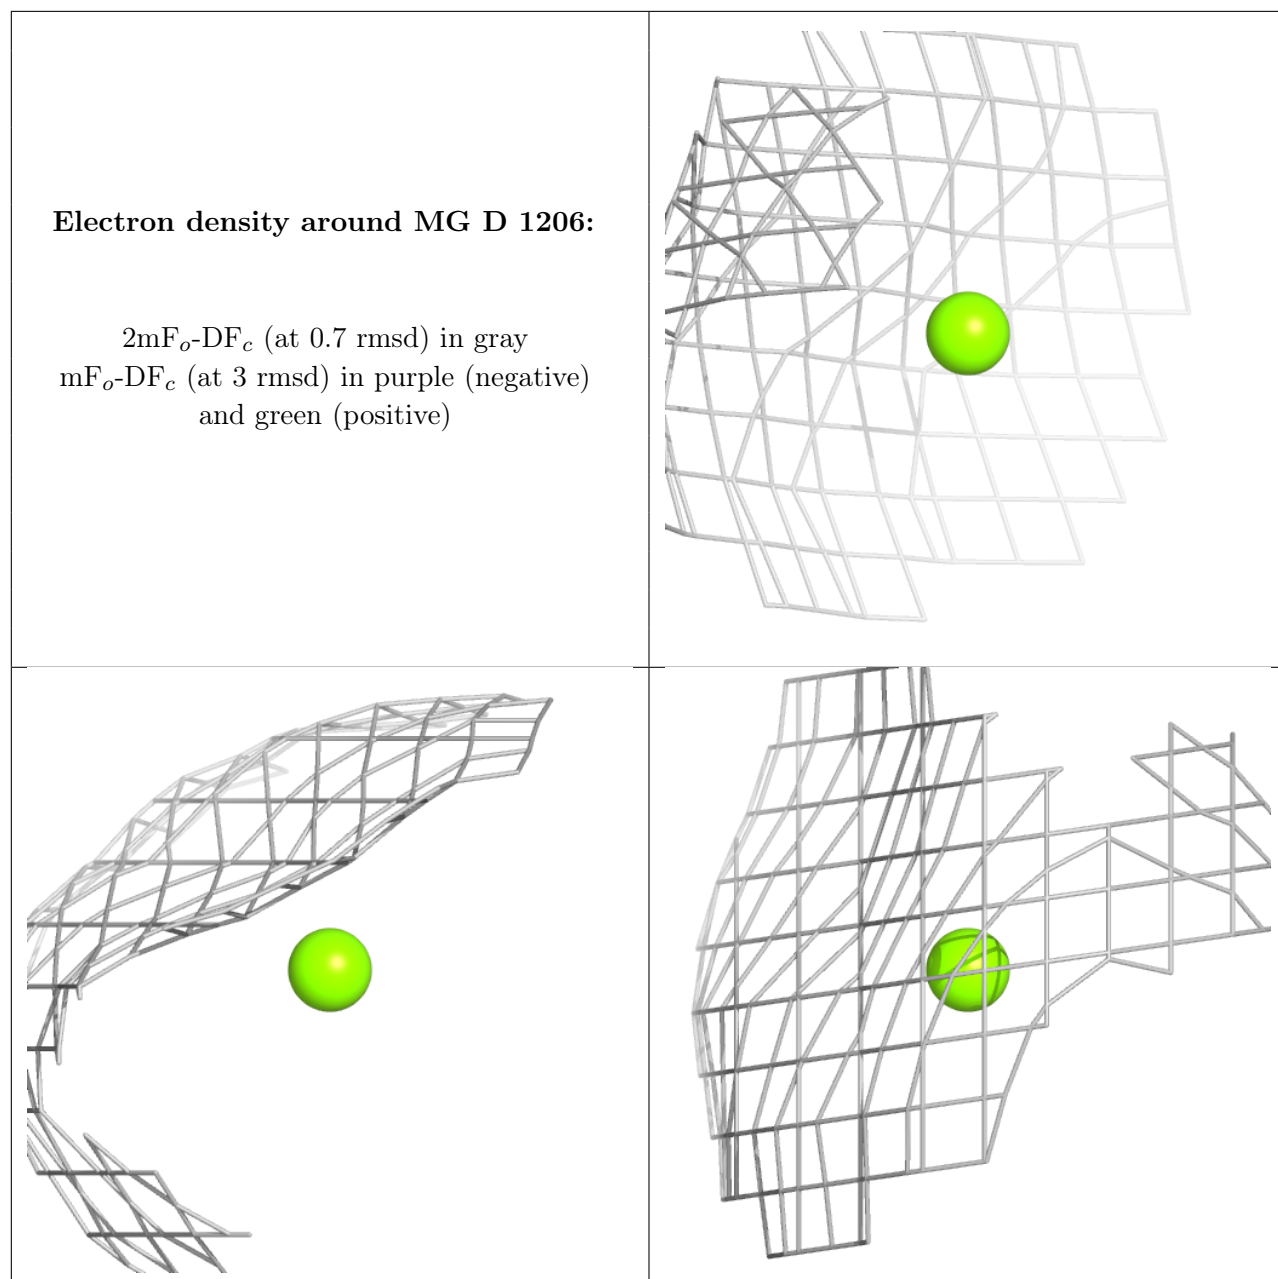 Electron density around MG D 1206:
2mFo-DFc (at 0.7 rmsd) in gray
mFo-DFc (at 3 rmsd) in purple (negative)
and green (positive)